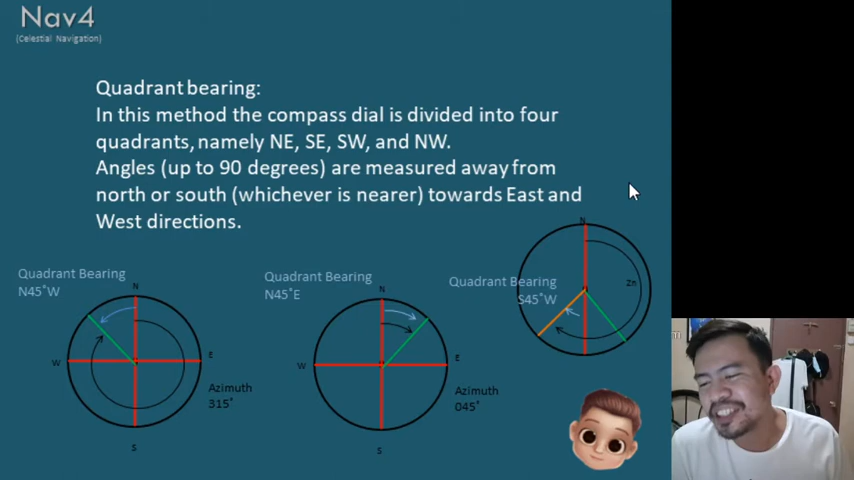 Nav4
(Celestial Navigation)
Quadrant bearing:
In this method the compass dial is divided into four
quadrants, namely NE, SE, SW, and NW.
Angles (up to 90 degrees) are measured away from
north or south (whichever is nearer) towards East and
West directions.
Quadrant Bearing
N45˚W
N
W
E
S
Azimuth
315˚
Quadrant Bearing
N45˚E
N
W
E
S
Azimuth
045˚
Quadrant Bearing
S45˚W
N
Zn